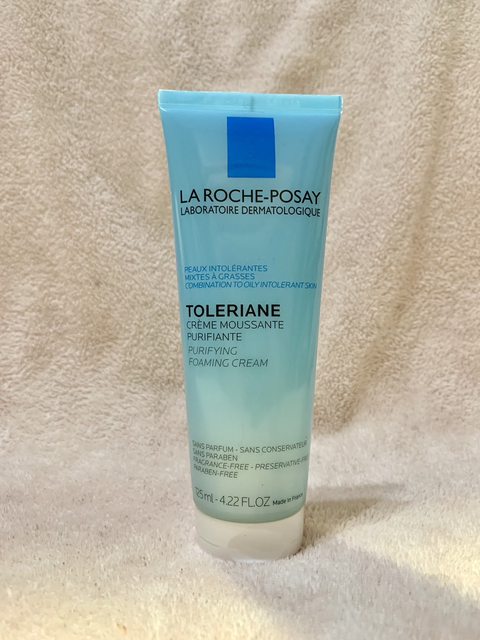 LA ROCHE-POSAY
LABORATOIRE DERMATOLOGIQUE
PEAUX INTOLÉRANTES
MIXTES À GRASSES
COMBINATION TO OILY INTOLERANT SKIN
TOLERIANE
CRÈME MOUSSANTE
PURIFIANTE
PURIFYING
FOAMING CREAM
SANS PARFUM - SANS CONSERVATEUR
SANS PARABEN
FRAGRANCE-FREE - PRESERVATIVE-FREE
PARABEN-FREE
125 ml - 4.22 FL.OZ Made in France